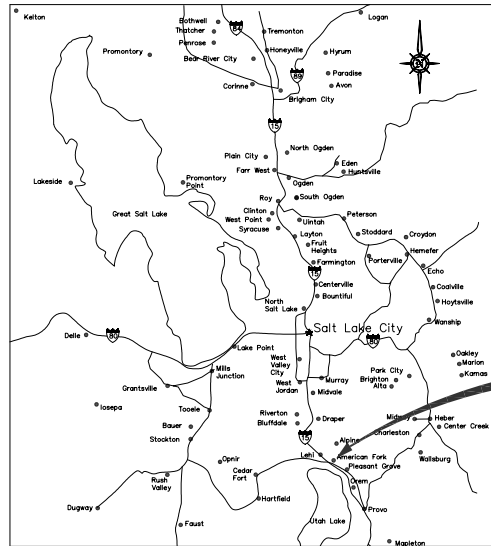 Kelton
Bothwell
Thatcher
Penrose
Tremonton
Logan
84
Honeyville
Hyrum
Promontory
Bear River City
89
Paradise
Avon
Corinne
Brigham City
15
North Ogden
Plain City
Eden
Farr West
Huntsville
Lakeside
Promontory
Point
Ogden
South Ogden
Roy
Great Salt Lake
Clinton
West Point
Syracuse
Uintah
Peterson
Layton
Stoddard
Croydon
Fruit
Heights
Hemefer
Porterville
Farmington
Echo
15
Centerville
Coalville
Bountiful
Hoytsville
North
Salt Lake
Wanship
Salt Lake City
80
Delle
80
Lake Point
West
Valley
City
Oakley
Marion
Kamas
Mills
Junction
Park City
Brighton
Alta
Grantsville
West
Jordan
Murray
Midvale
Iosepa
Tooele
Riverton
Bluffdale
Draper
Midway
Heber
Bauer
Center Creek
Stockton
15
Charleston
Alpine
Lehi
American Fork
Wallsburg
Opnir
Pleasant Grove
Rush
Valley
Cedar
Fort
Orem
Dugway
Hartfield
Provo
Faust
Utah Lake
Mapleton